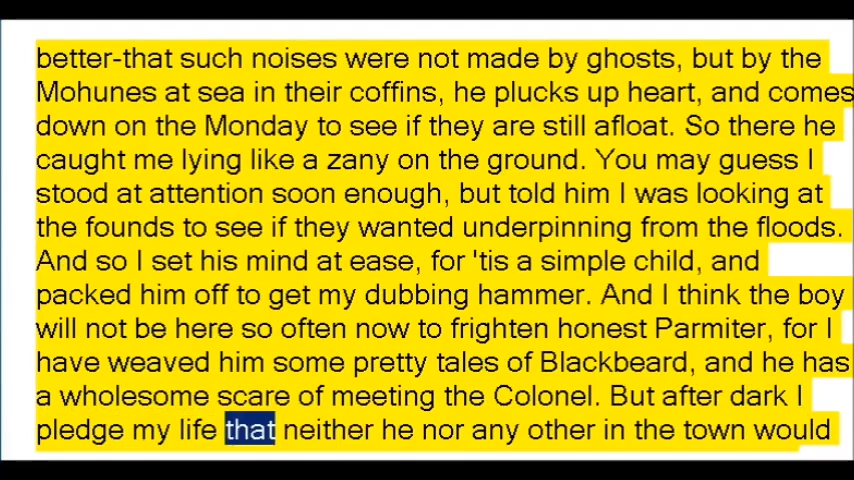 better-that such noises were not made by ghosts, but by the
Mohunes at sea in their coffins, he plucks up heart, and comes
down on the Monday to see if they are still afloat. So there he
caught me lying like a zany on the ground. You may guess I
stood at attention soon enough, but told him I was looking at
the founds to see if they wanted underpinning from the floods.
And so I set his mind at ease, for 'tis a simple child, and
packed him off to get my dubbing hammer. And I think the boy
will not be here so often now to frighten honest Parmiter, for I
have weaved him some pretty tales of Blackbeard, and he has
a wholesome scare of meeting the Colonel. But after dark I
pledge my life that neither he nor any other in the town would